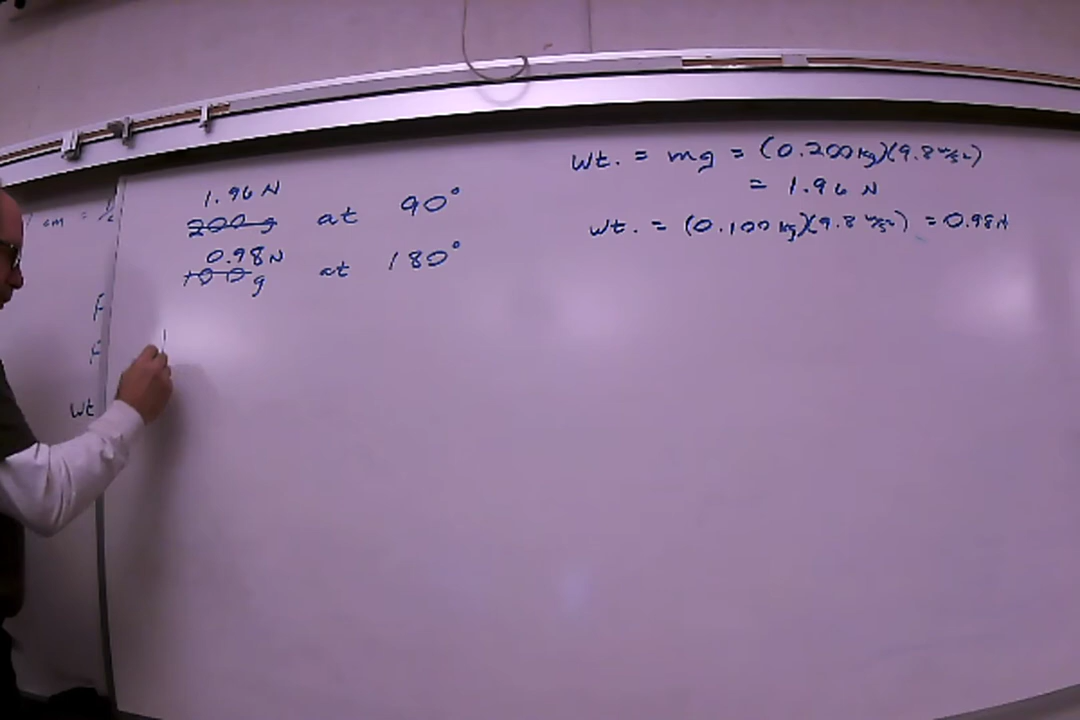 1.96 N
200 g at 90°
0.98 N
100 g at 180°
Wt. = mg = (0.200 kg)(9.8 m/s²)
= 1.96 N
Wt. = (0.100 kg)(9.8 m/s²) = 0.98 N
cm =
F
F
Wt